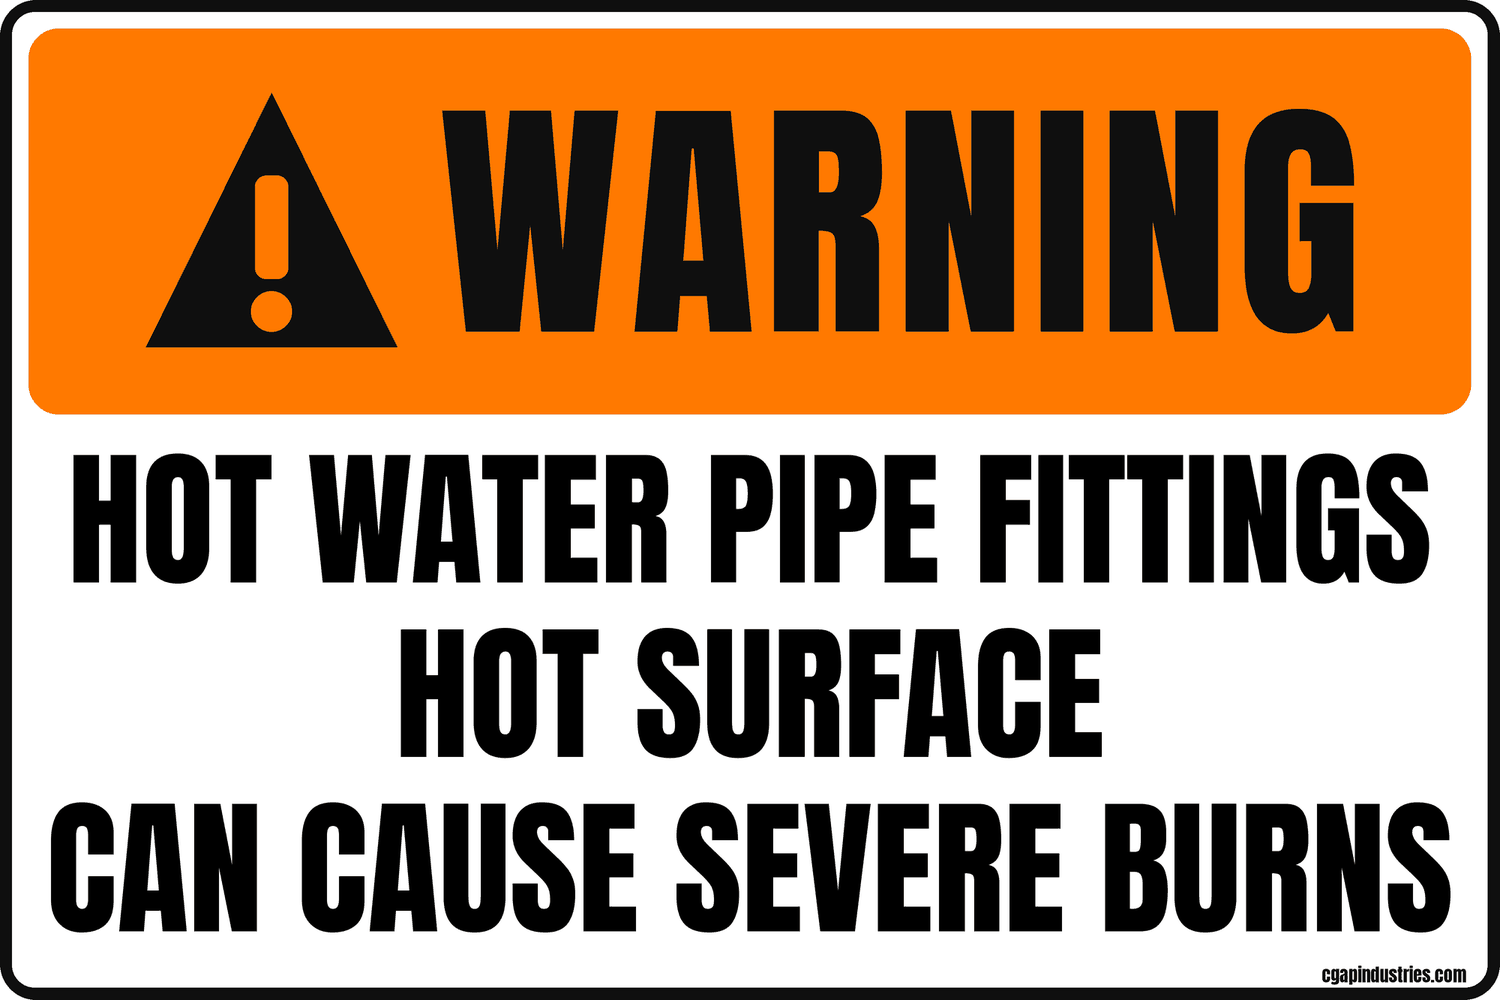 WARNING
HOT WATER PIPE FITTINGS
HOT SURFACE
CAN CAUSE SEVERE BURNS
cgapindustries.com